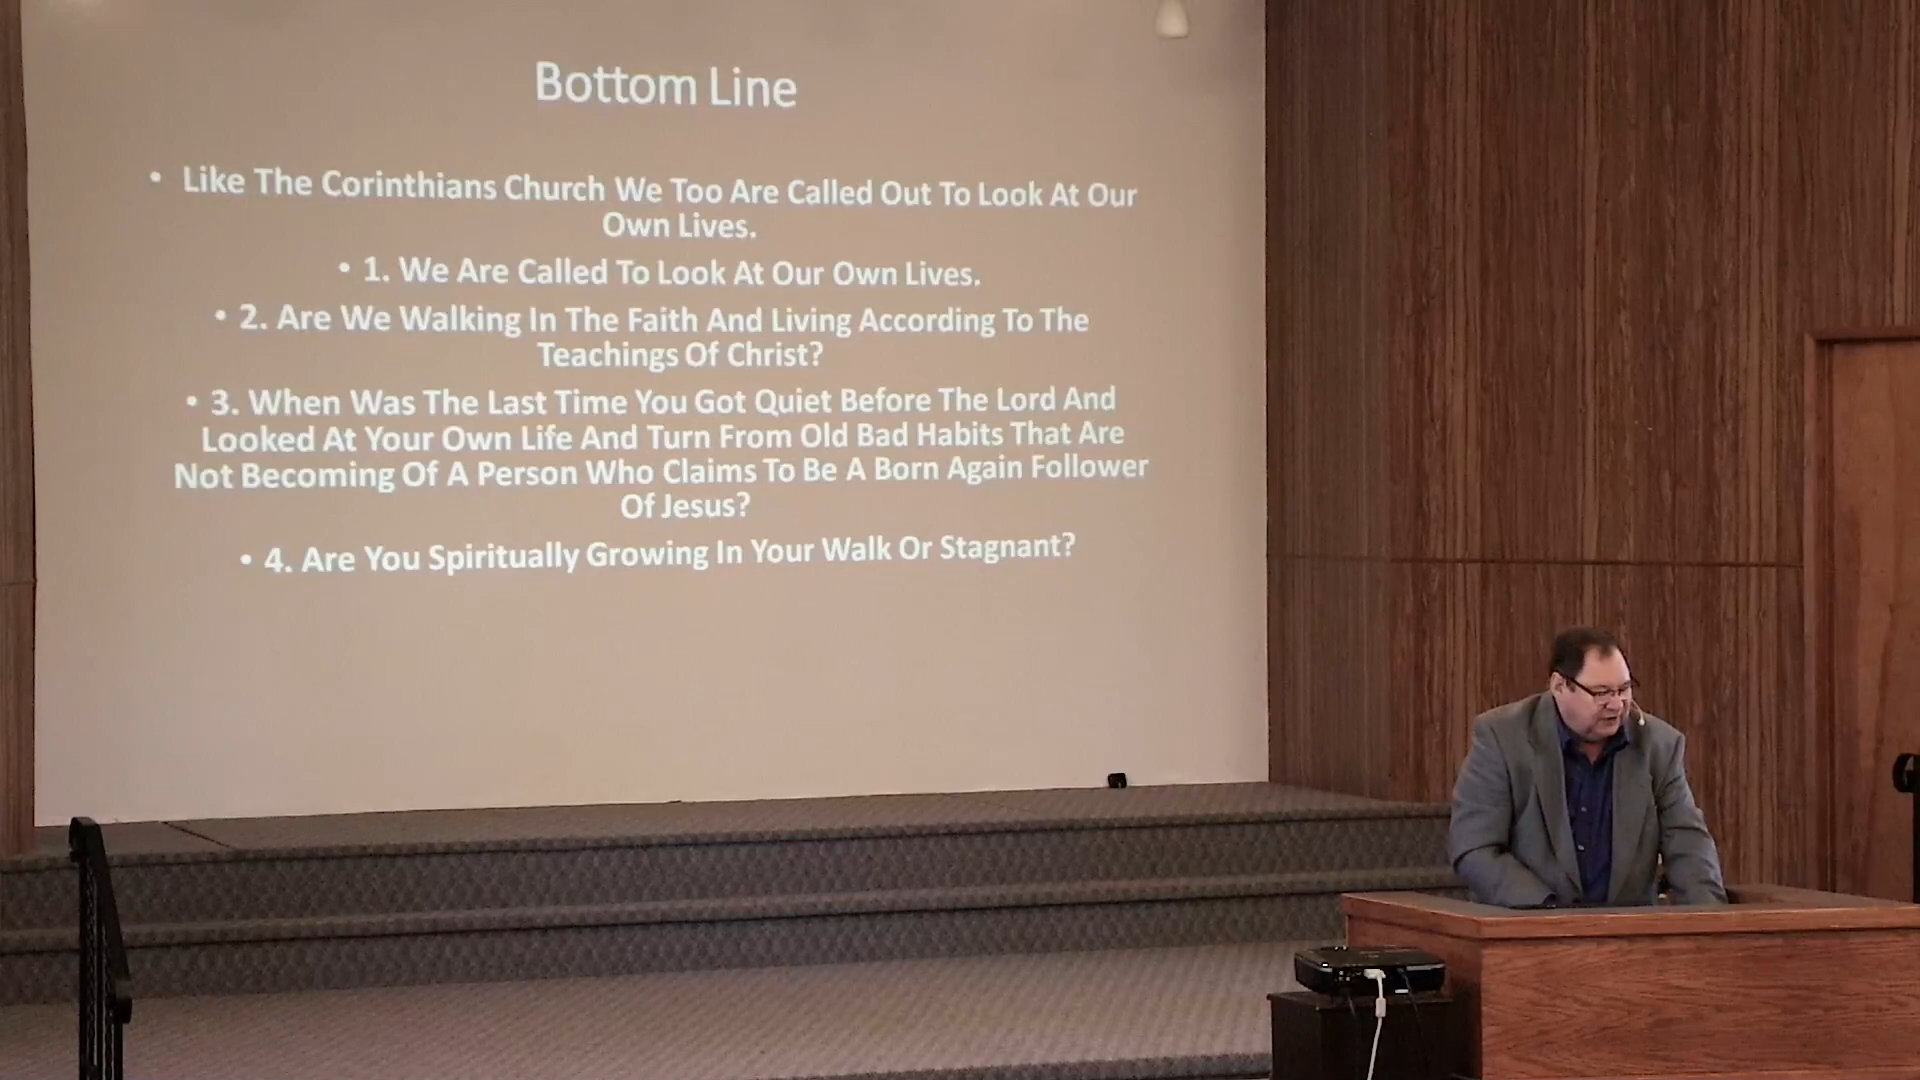 Bottom Line
• Like The Corinthians Church We Too Are Called Out To Look At Our
Own Lives.
• 1. We Are Called To Look At Our Own Lives.
• 2. Are We Walking In The Faith And Living According To The
Teachings Of Christ?
• 3. When Was The Last Time You Got Quiet Before The Lord And
Looked At Your Own Life And Turn From Old Bad Habits That Are
Not Becoming Of A Person Who Claims To Be A Born Again Follower
Of Jesus?
• 4. Are You Spiritually Growing In Your Walk Or Stagnant?